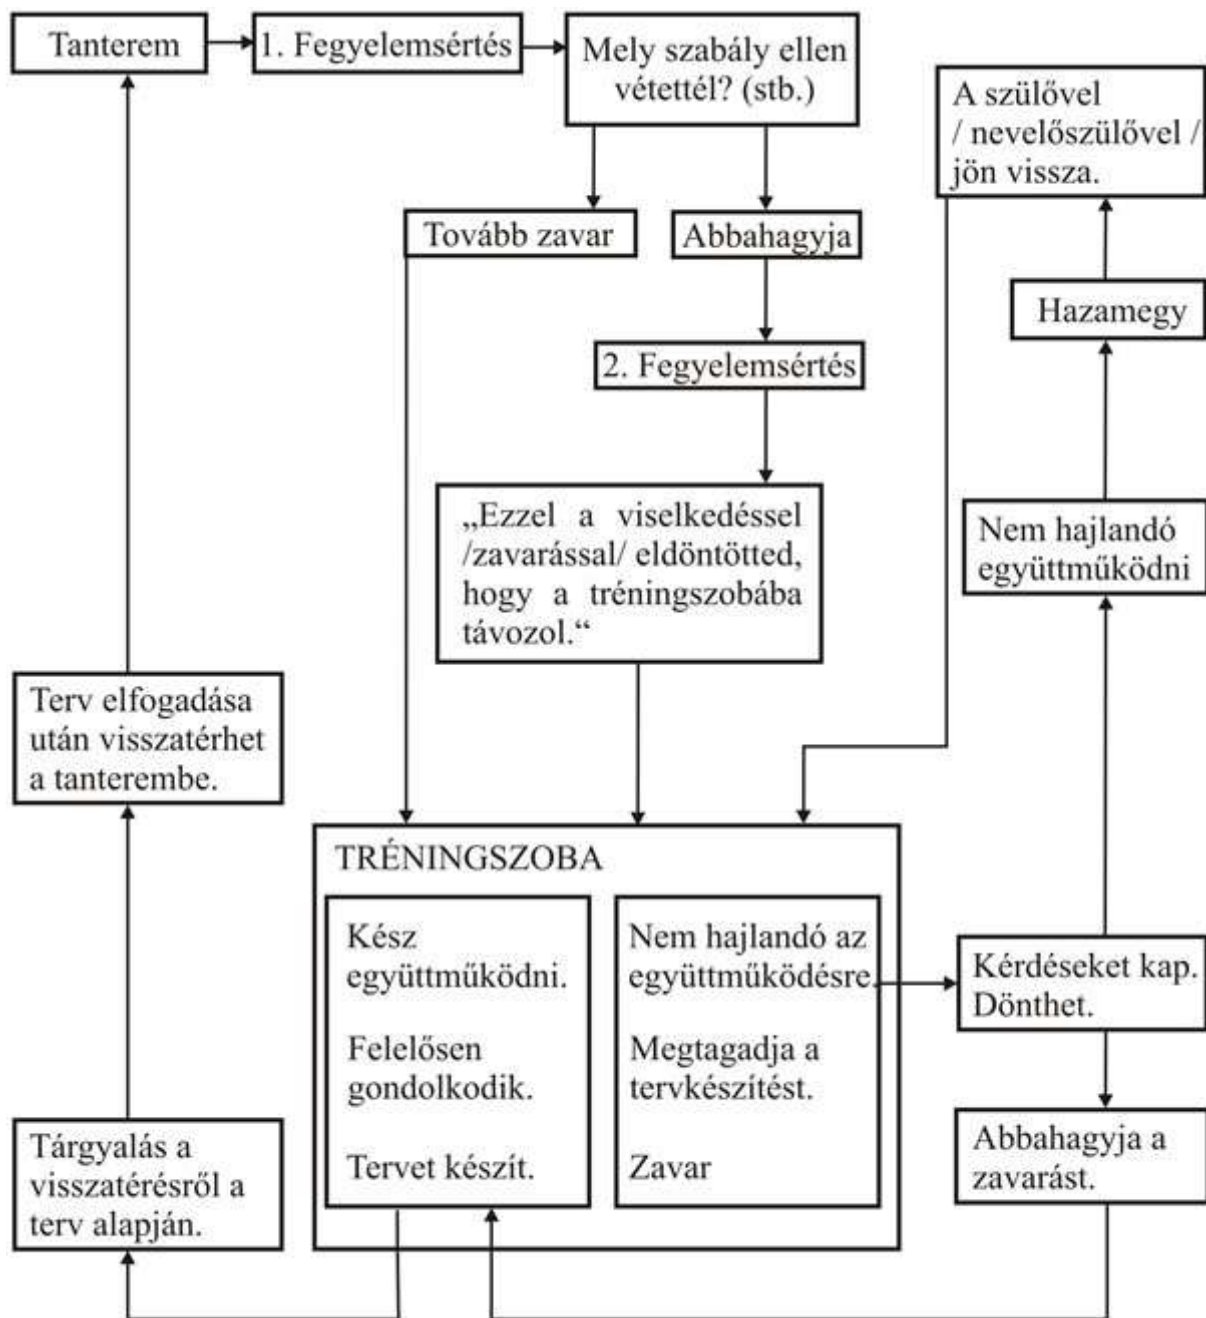 Tanterem
1. Fegyelemsértés
Mely szabály ellen
vétettél? (stb.)
A szülővel
/ nevelőszülővel /
jön vissza.
Tovább zavar
Abbahagyja
Hazamegy
2. Fegyelemsértés
„Ezzel a viselkedéssel
/zavarással/ eldöntötted,
hogy a tréningszobába
távozol.“
Nem hajlandó
együttműködni
Terv elfogadása
után visszatérhet
a tanterembe.
TRÉNINGSZOBA
Kész
együttműködni.
Felelősen
gondolkodik.
Tervet készít.
Nem hajlandó az
együttműködésre.
Megtagadja a
tervkészítést.
Zavar
Kérdéseket kap.
Dönthet.
Abbahagyja a
zavarást.
Tárgyalás a
visszatérésről a
terv alapján.